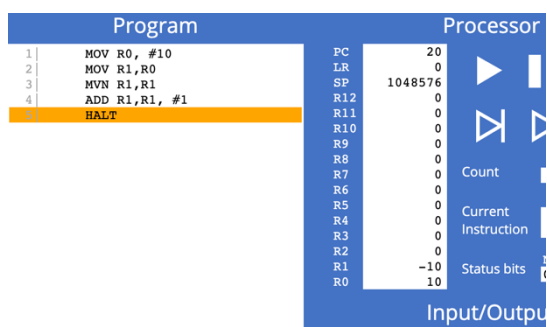 Program
1| MOV R0, #10
2| MOV R1,R0
3| MVN R1,R1
4| ADD R1,R1, #1
5| HALT
Processor
PC 20
LR 0
SP 1048576
R12 0
R11 0
R10 0
R9 0
R8 0
R7 0
R6 0
R5 0
R4 0
R3 0
R2 0
R1 -10
R0 10
Count
Current
Instruction
Status bits
Input/Outpu